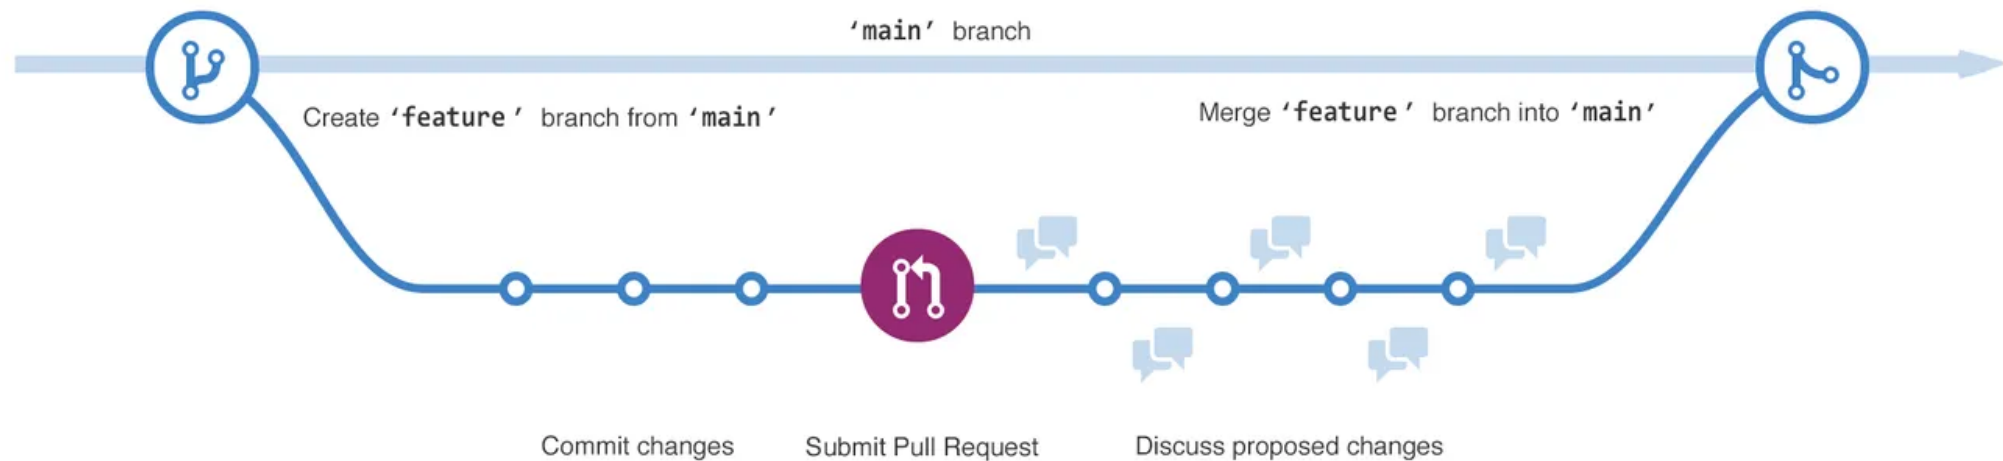 ‘main’ branch
Create ‘feature’ branch from ‘main’
Merge ‘feature’ branch into ‘main’
Commit changes
Submit Pull Request
Discuss proposed changes